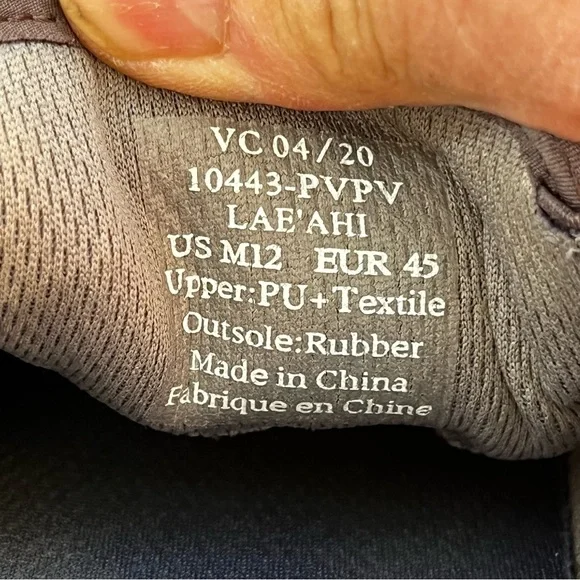 VC 04/20
10443-PVPV
LAE'AHI
US M12 EUR 45
Upper:PU+Textile
Outsole:Rubber
Made in China
Fabrique en Chine